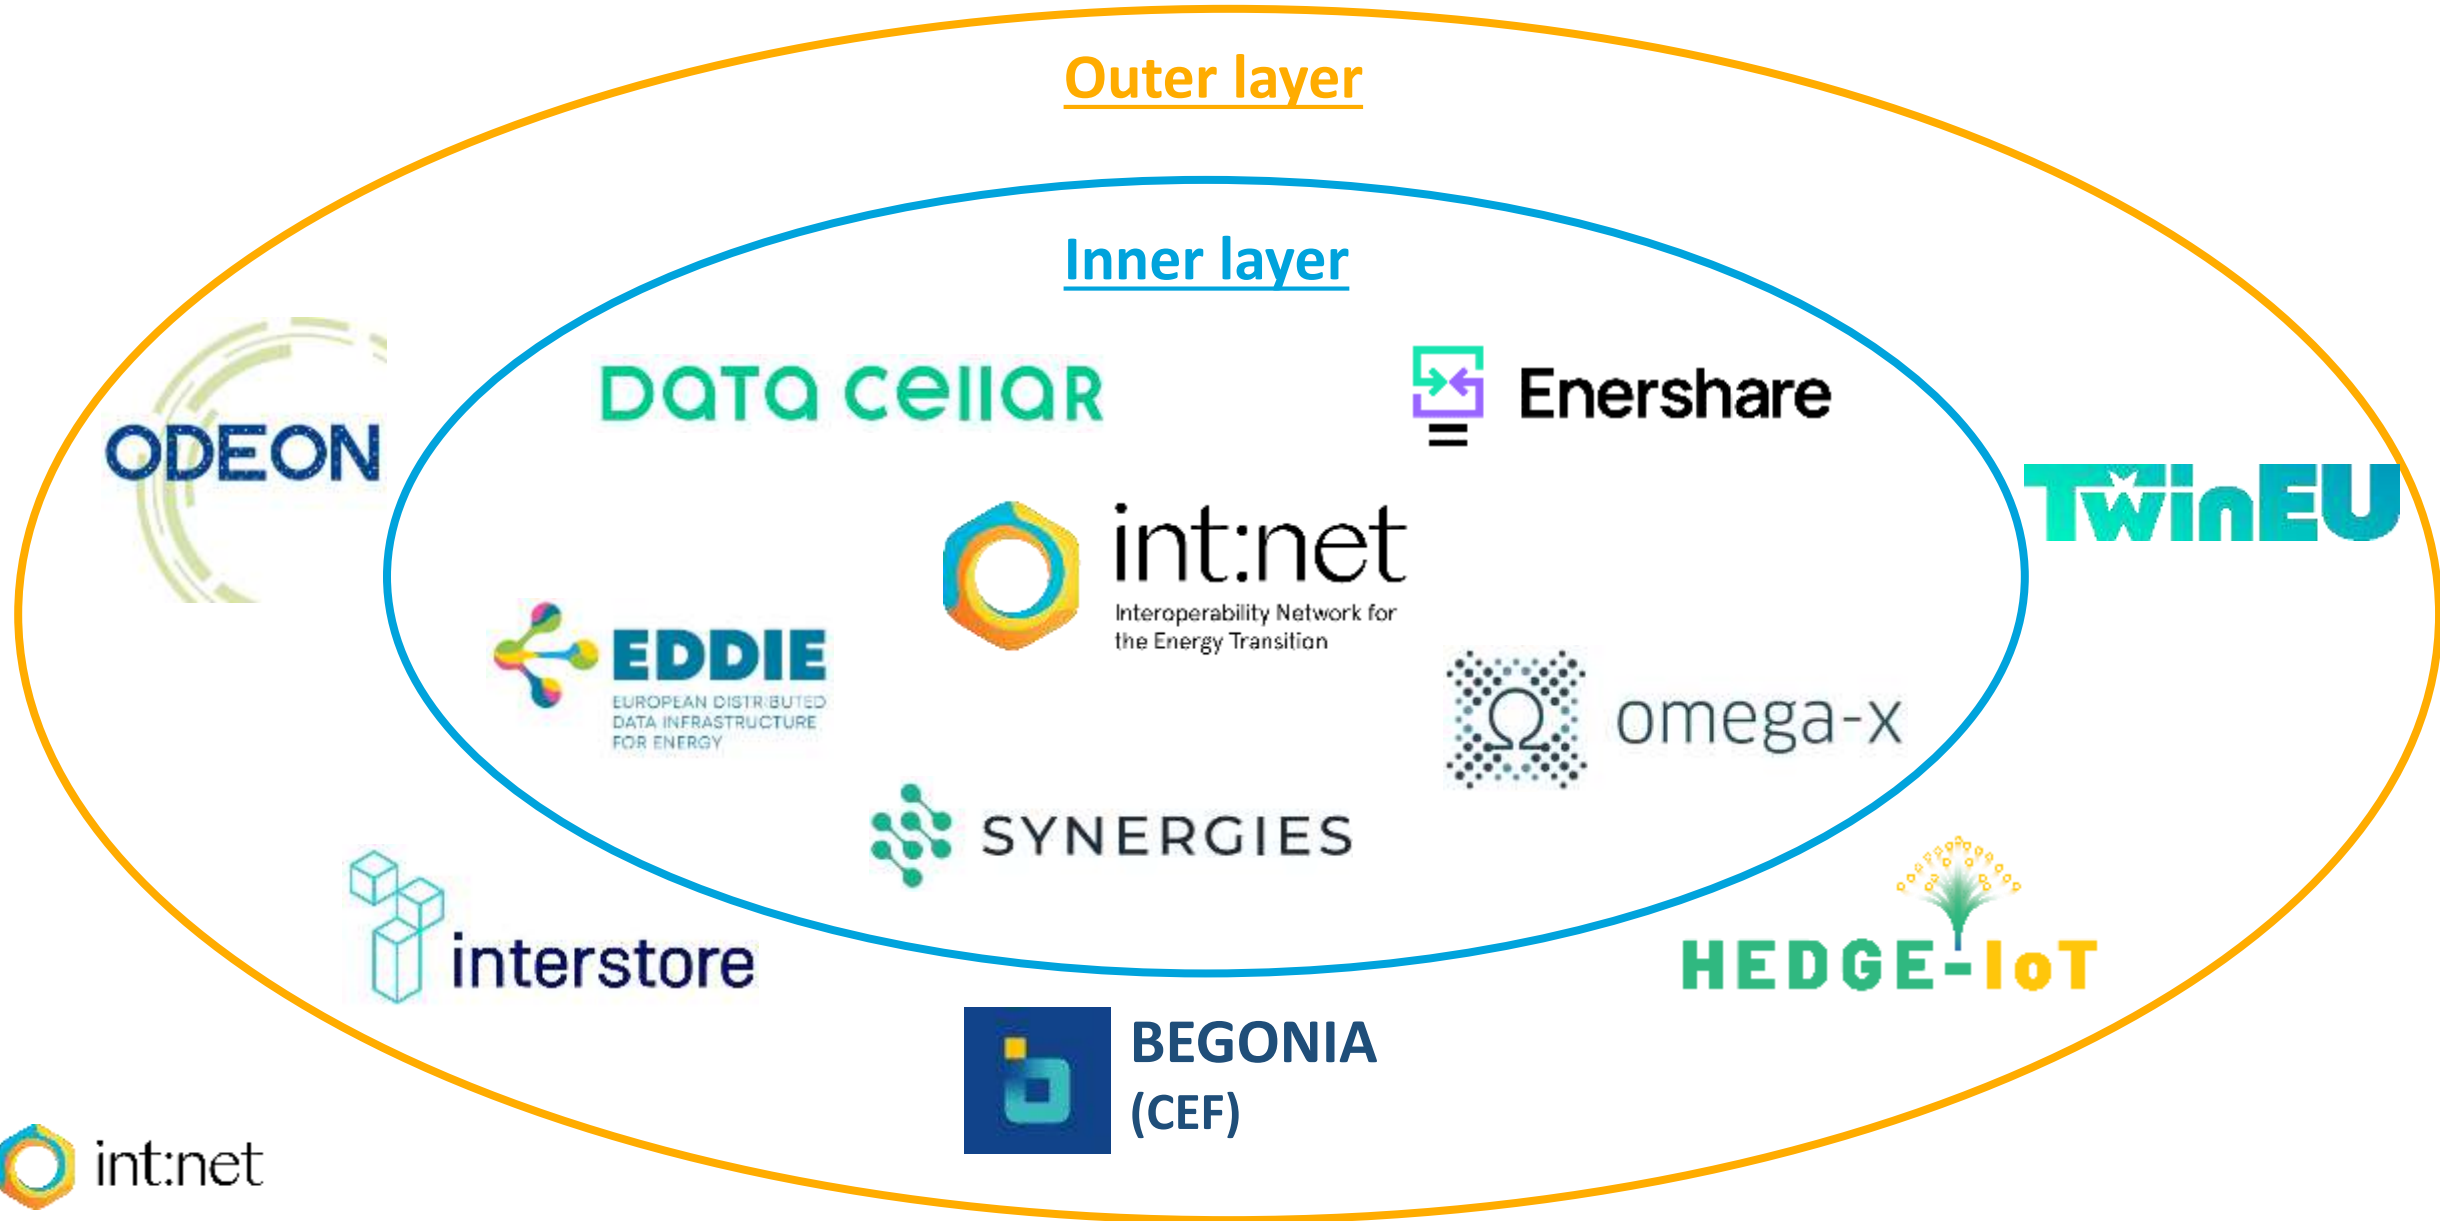 Outer layer
Inner layer
DATA CELLAR
Enershare
ODEON
TwinEU
int:net
Interoperability Network for
the Energy Transition
EDDIE
EUROPEAN DISTRIBUTED
DATA INFRASTRUCTURE
FOR ENERGY
omega-x
SYNERGIES
interstore
HEDGE-IoT
BEGONIA
(CEF)
int:net